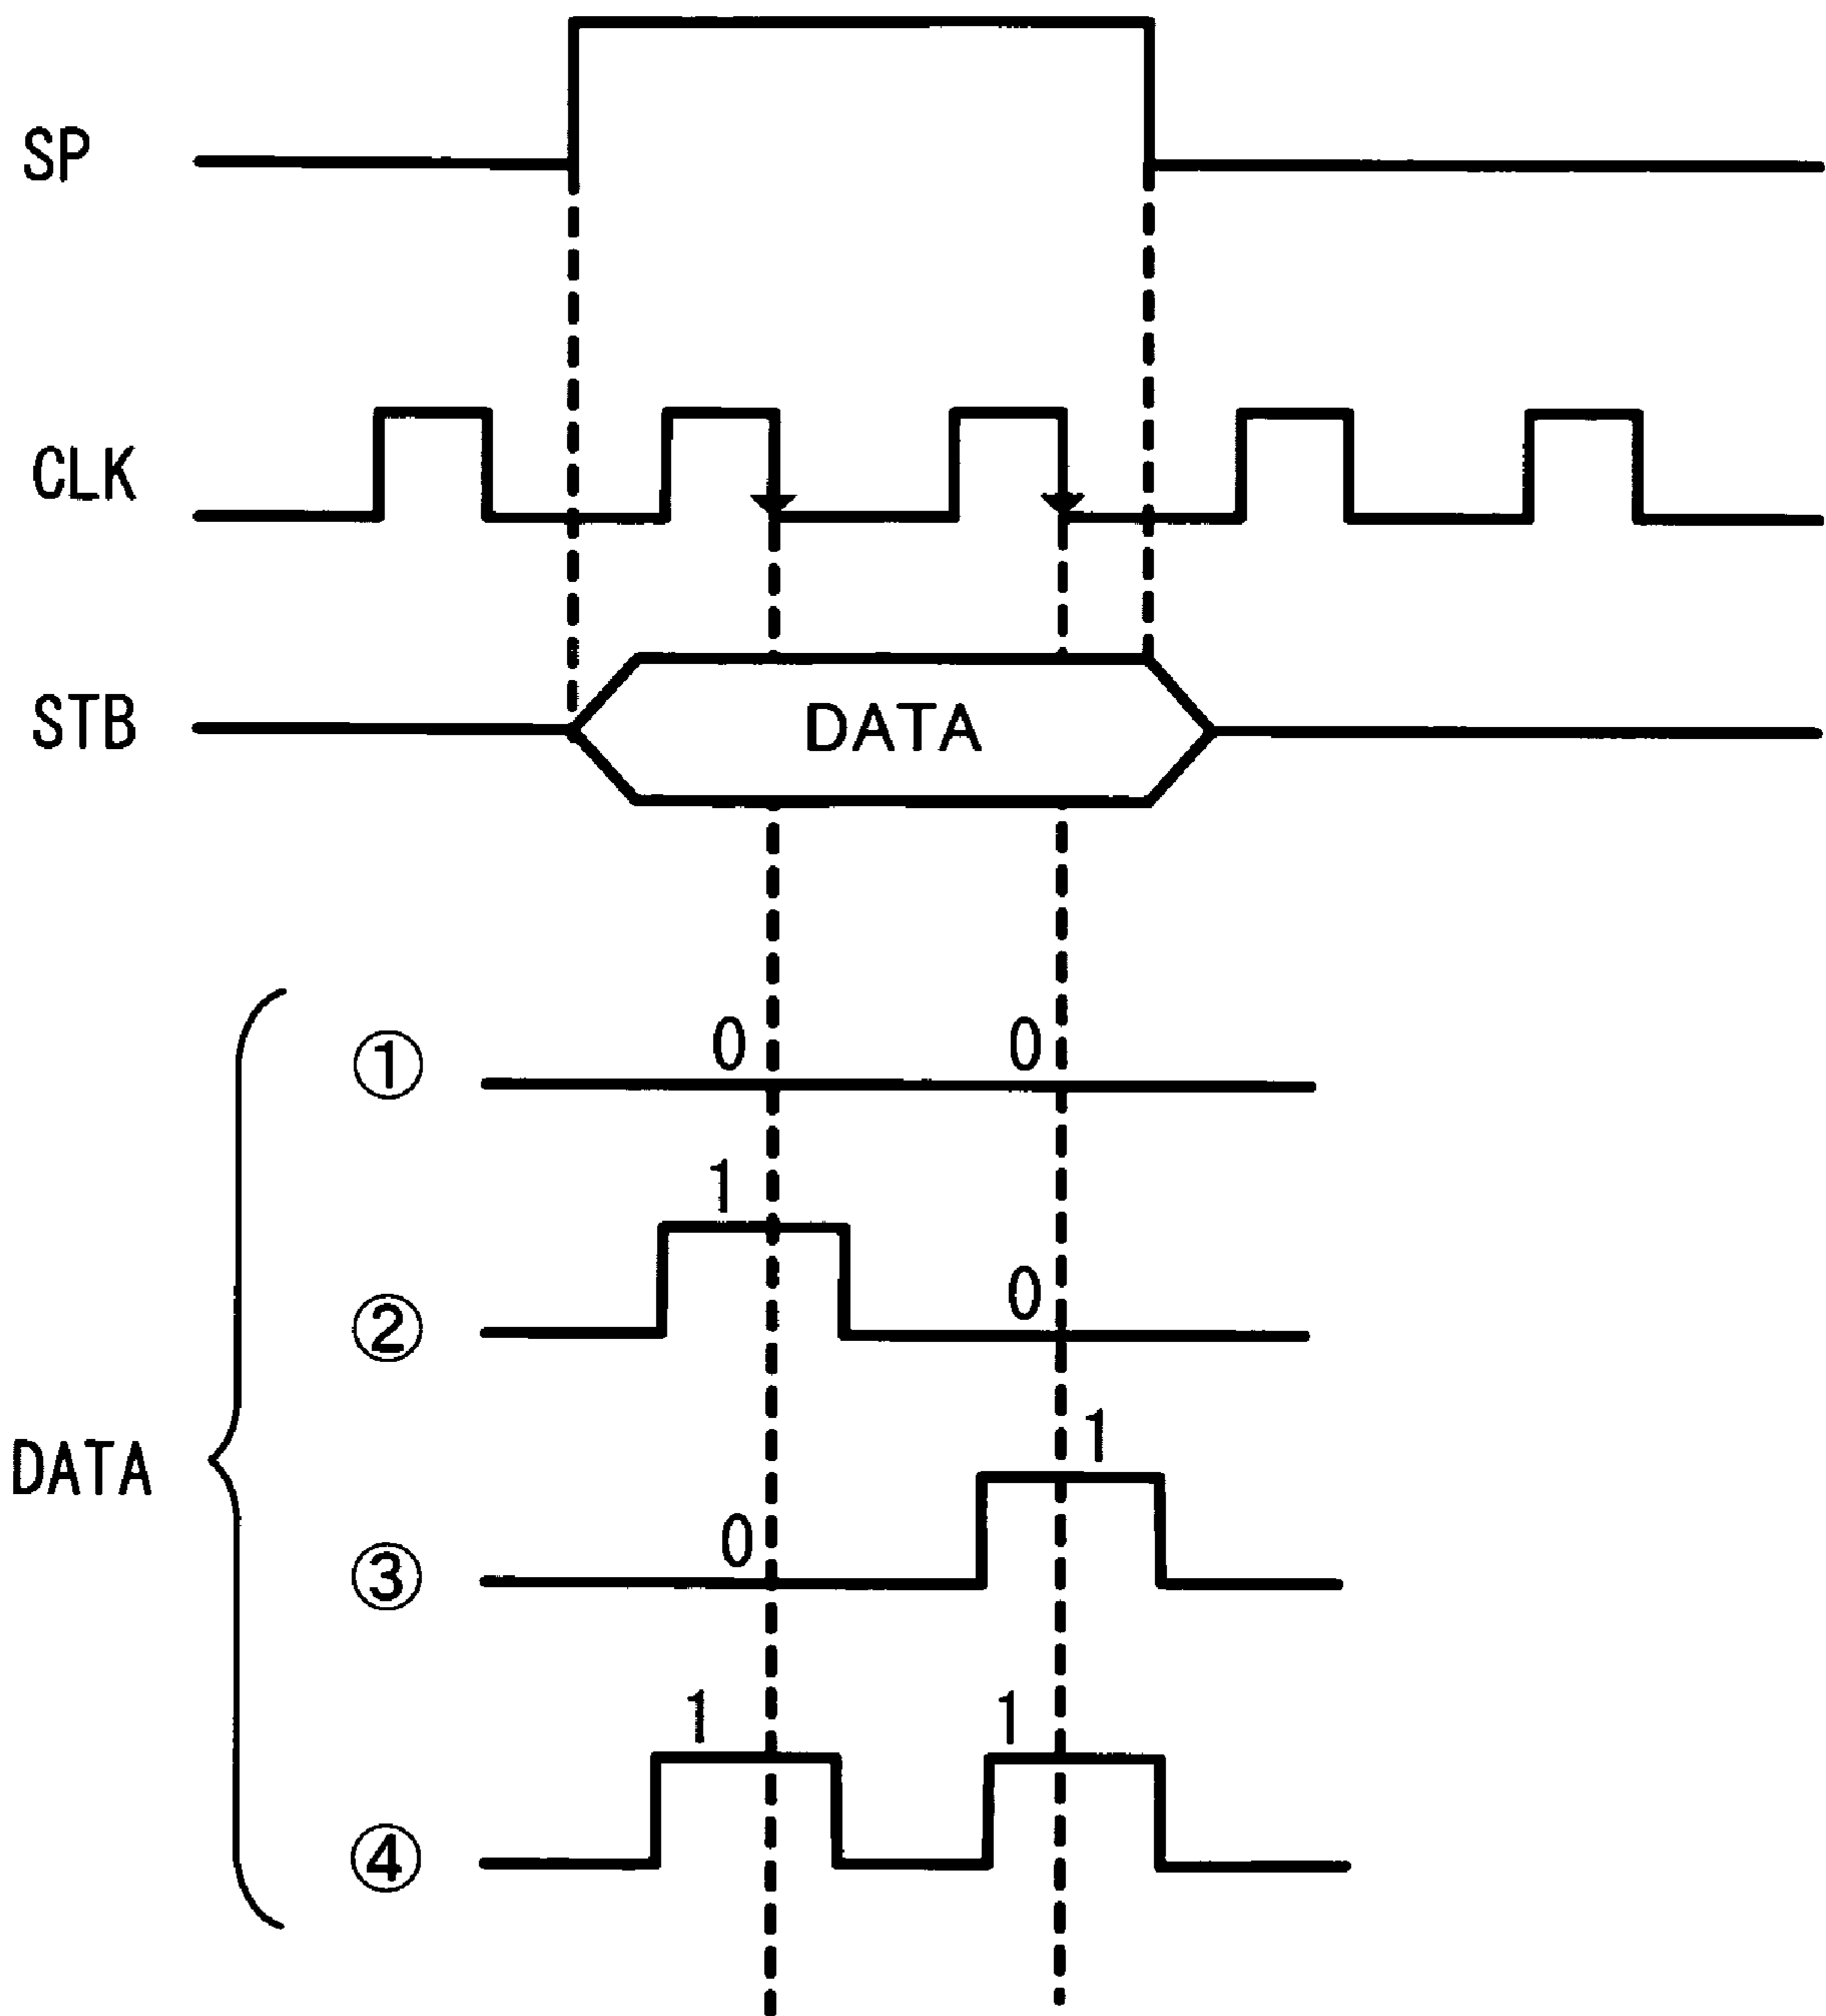 SP
CLK
STB DATA
① 0 0
② 1 0
DATA
③ 0 1
④ 1 1